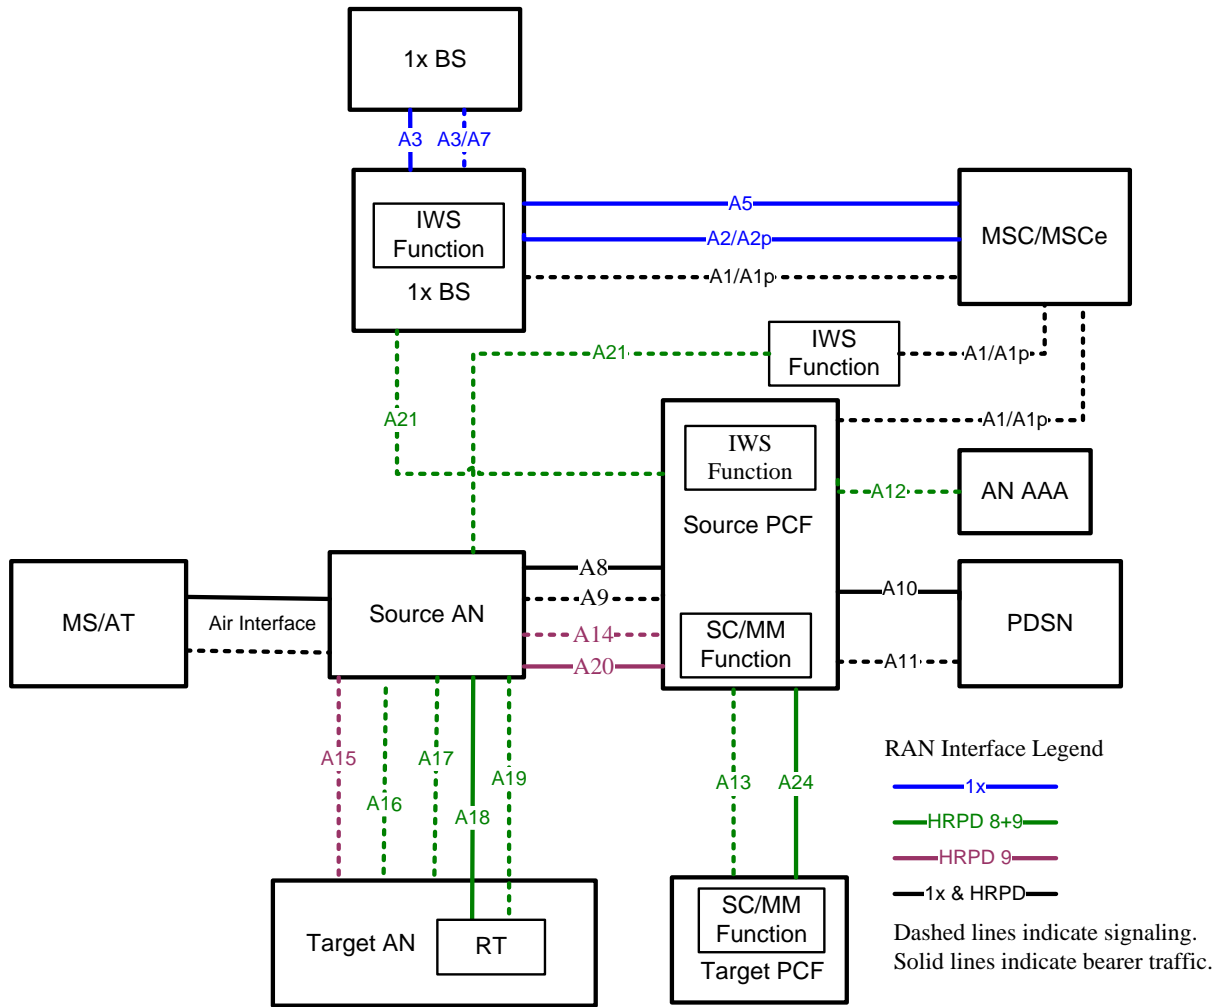 1x BS
A3
A3/A7
IWS
Function
1x BS
A5
A2/A2p
A1/A1p
MSC/MSCe
A21
IWS
Function
A1/A1p
A21
A1/A1p
IWS
Function
Source PCF
A12
AN AAA
MS/AT
Air Interface
Source AN
A8
A9
A14
A20
SC/MM
Function
A10
A11
PDSN
A15
A16
A17
A18
A19
A13
A24
RAN Interface Legend
1x
HRPD 8+9
HRPD 9
1x & HRPD
Dashed lines indicate signaling.
Solid lines indicate bearer traffic.
Target AN
RT
SC/MM
Function
Target PCF